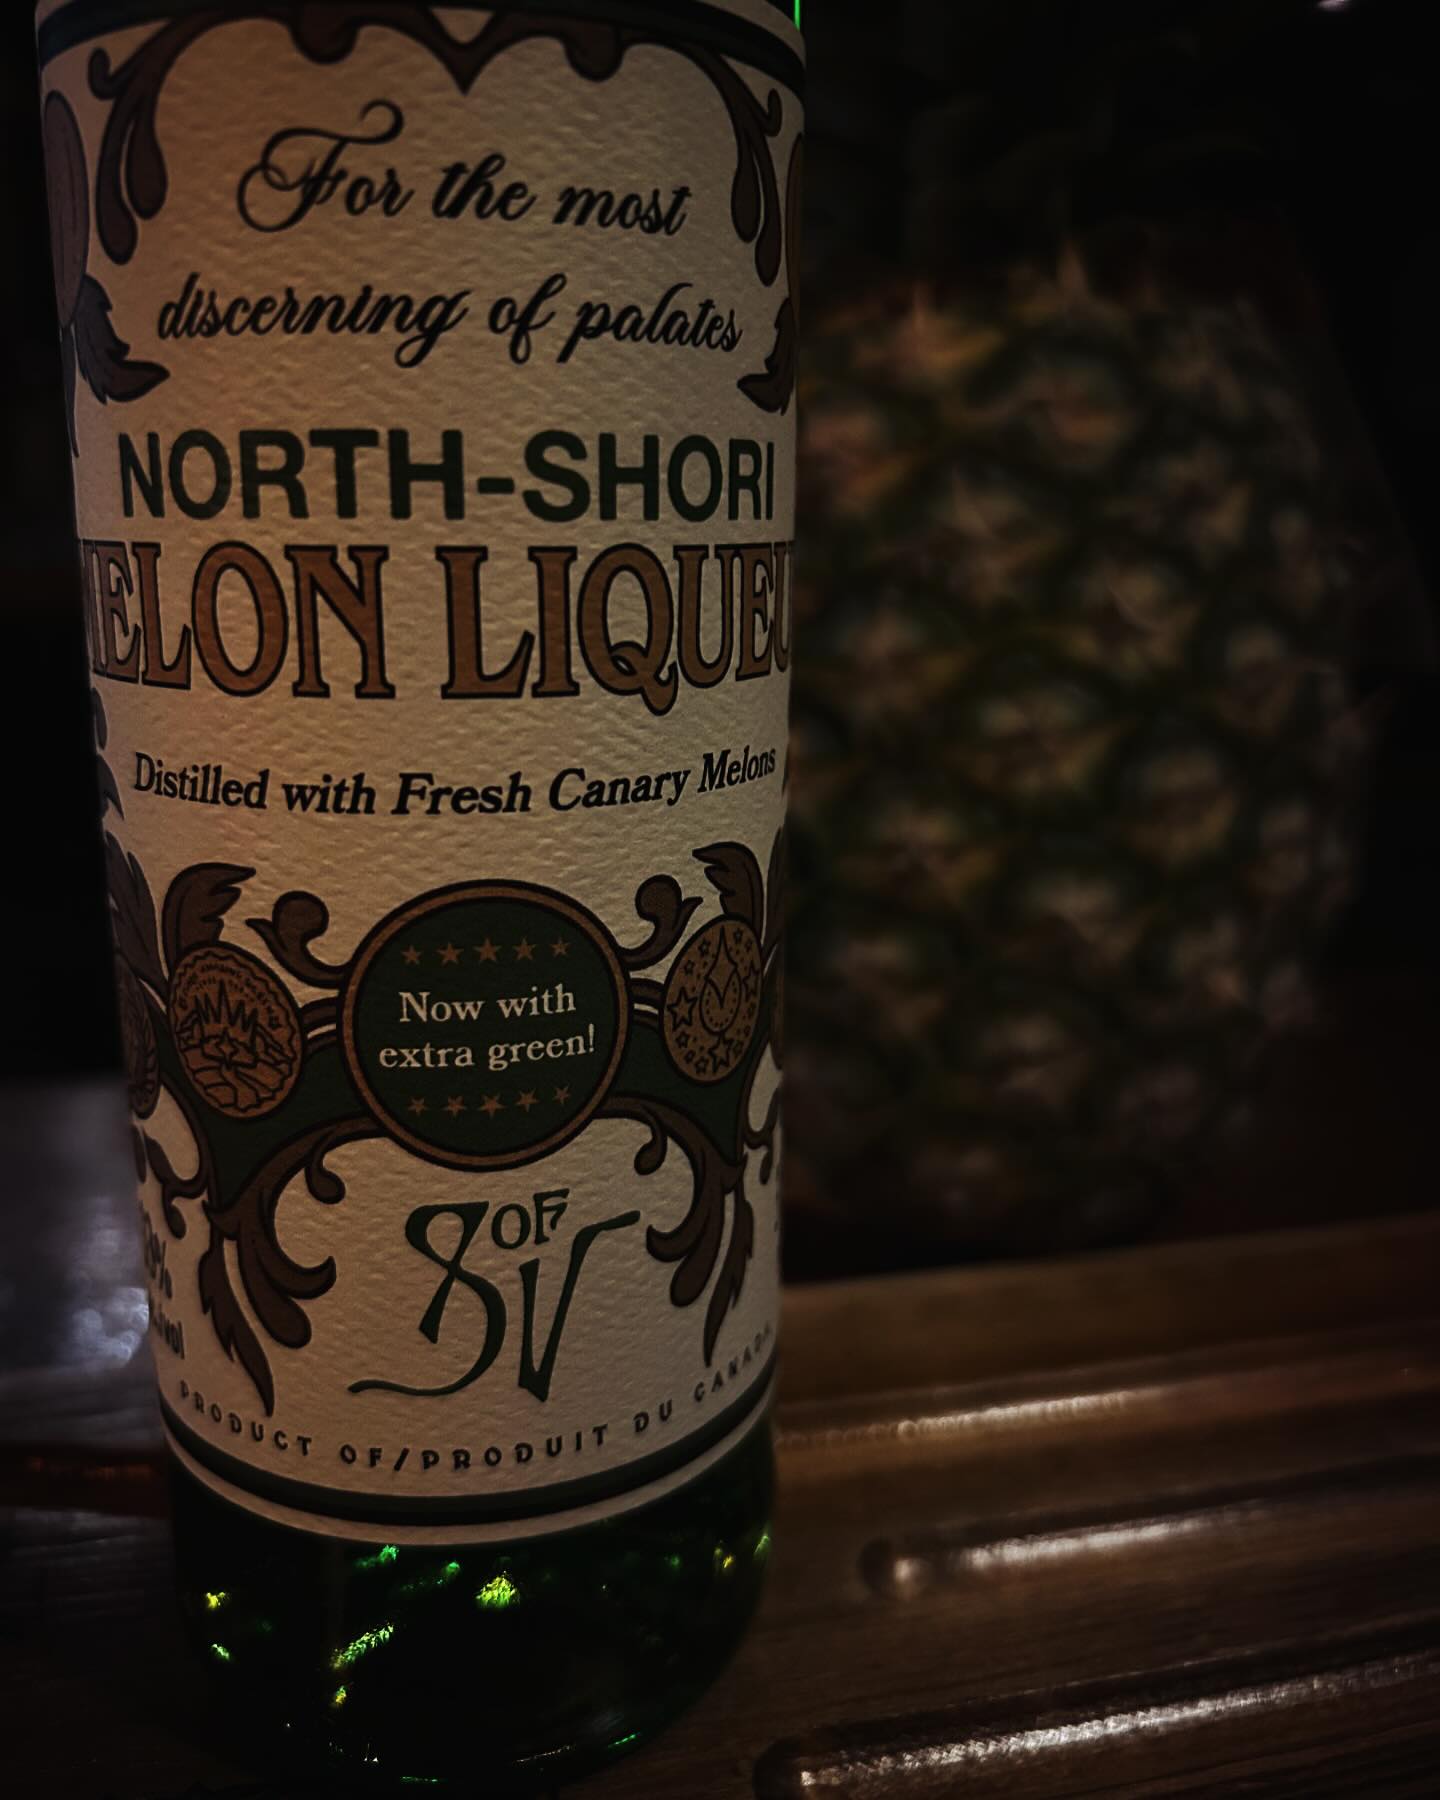 For the most
discerning of palates
NORTH-SHORI
MELON LIQUEU
Distilled with Fresh Canary Melons
Now with
extra green!
8 OF V
PRODUCT OF/PRODUIT DU CANADA